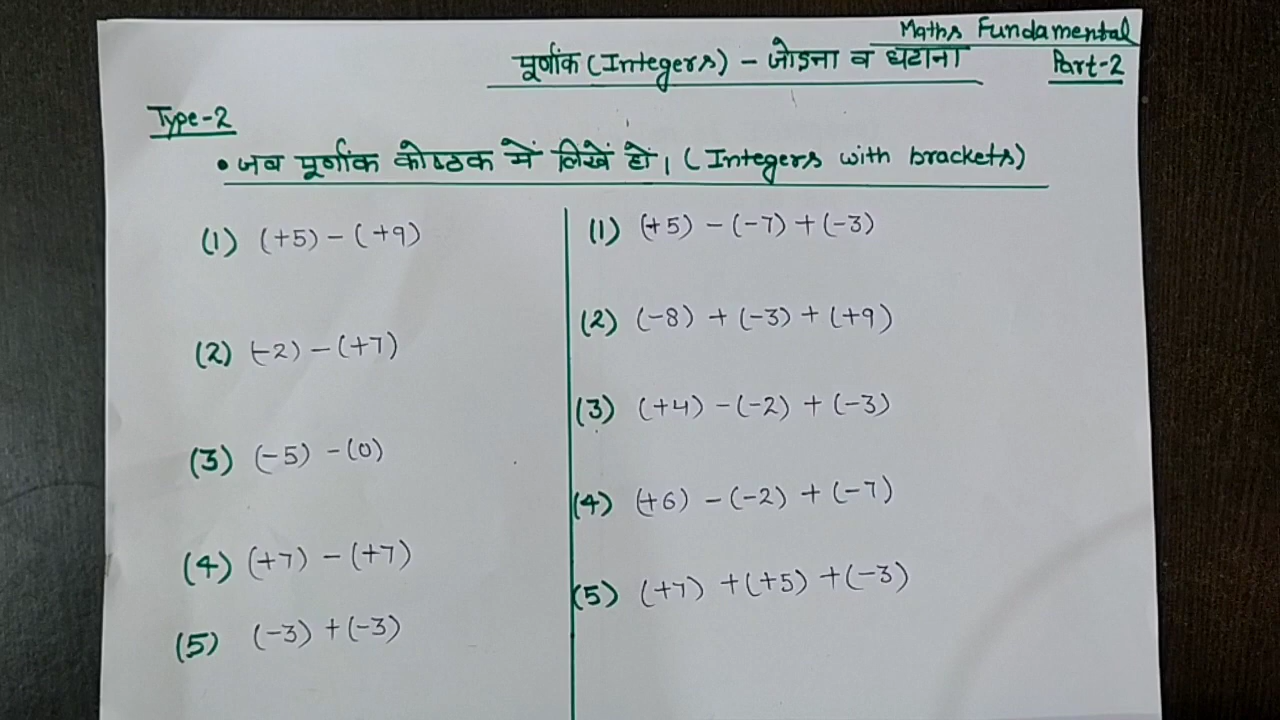 Maths Fundamental
Part-2
पूर्णांक (Integers) - जोड़ना व घटाना
Type-2
• जब पूर्णांक कोष्ठक में लिखें हों, (Integers with brackets)
(1) (+5) - (+9)
(2) (-2) - (+7)
(3) (-5) - (0)
(4) (+7) - (+7)
(5) (-3) + (-3)
(1) (+5) - (-7) + (-3)
(2) (-8) + (-3) + (+9)
(3) (+4) - (-2) + (-3)
(4) (+6) - (-2) + (-7)
(5) (+7) + (+5) + (-3)